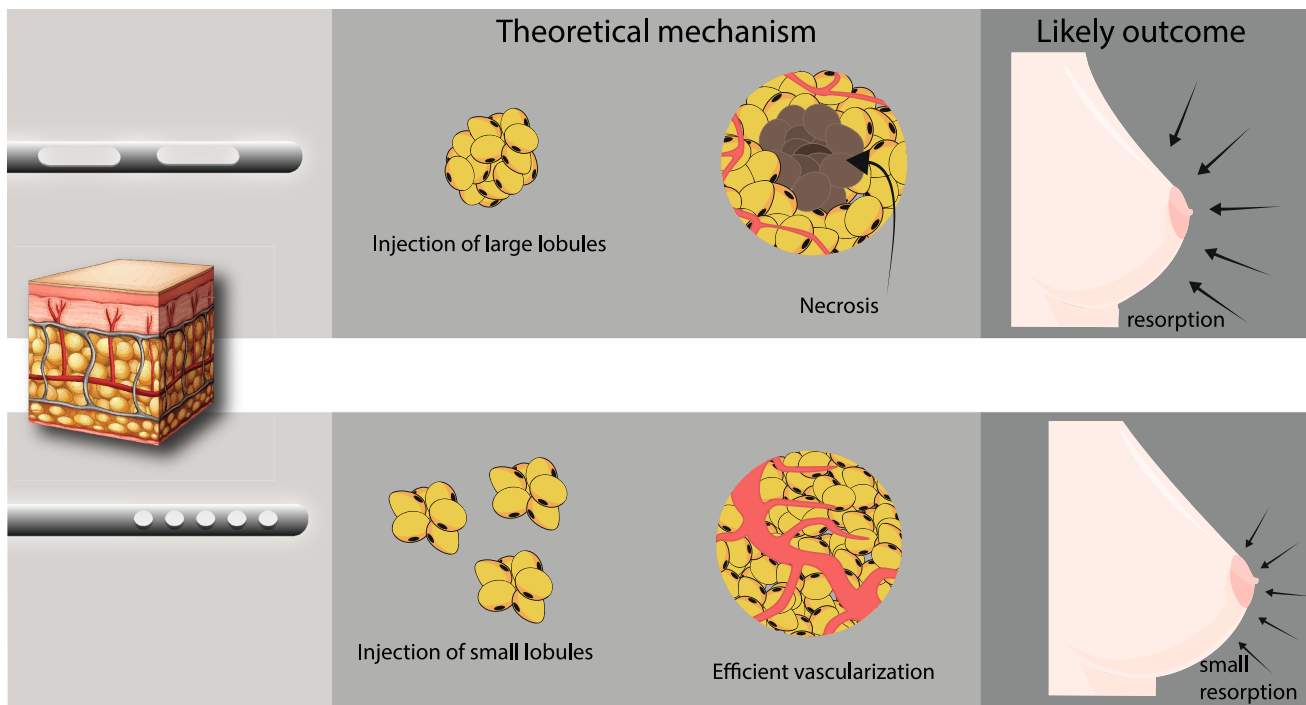 Theoretical mechanism
Likely outcome
Injection of large lobules
Necrosis
resorption
Injection of small lobules
Efficient vascularization
small
resorption